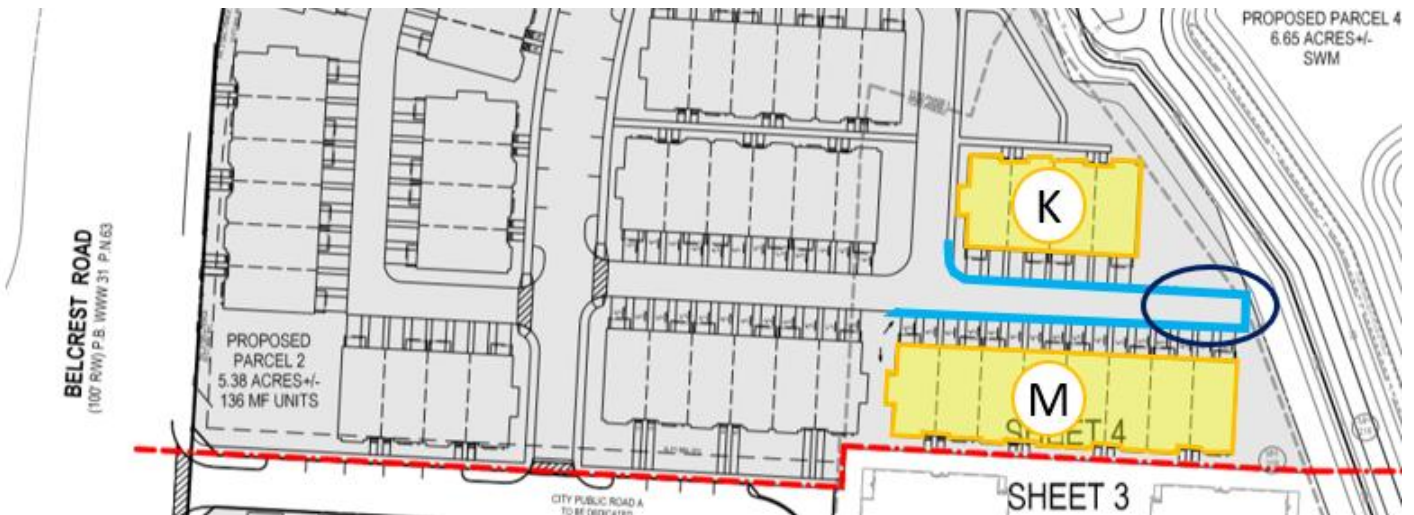 PROPOSED PARCEL 4
6.65 ACRES+/-
SWM
K
BELCREST ROAD
(100' R/W) P.B. WWW 31 P.N.63
PROPOSED
PARCEL 2
5.38 ACRES+/-
136 MF UNITS
M
SHEET 4
SHEET 3
CITY PUBLIC ROAD A
TO BE DEDICATED